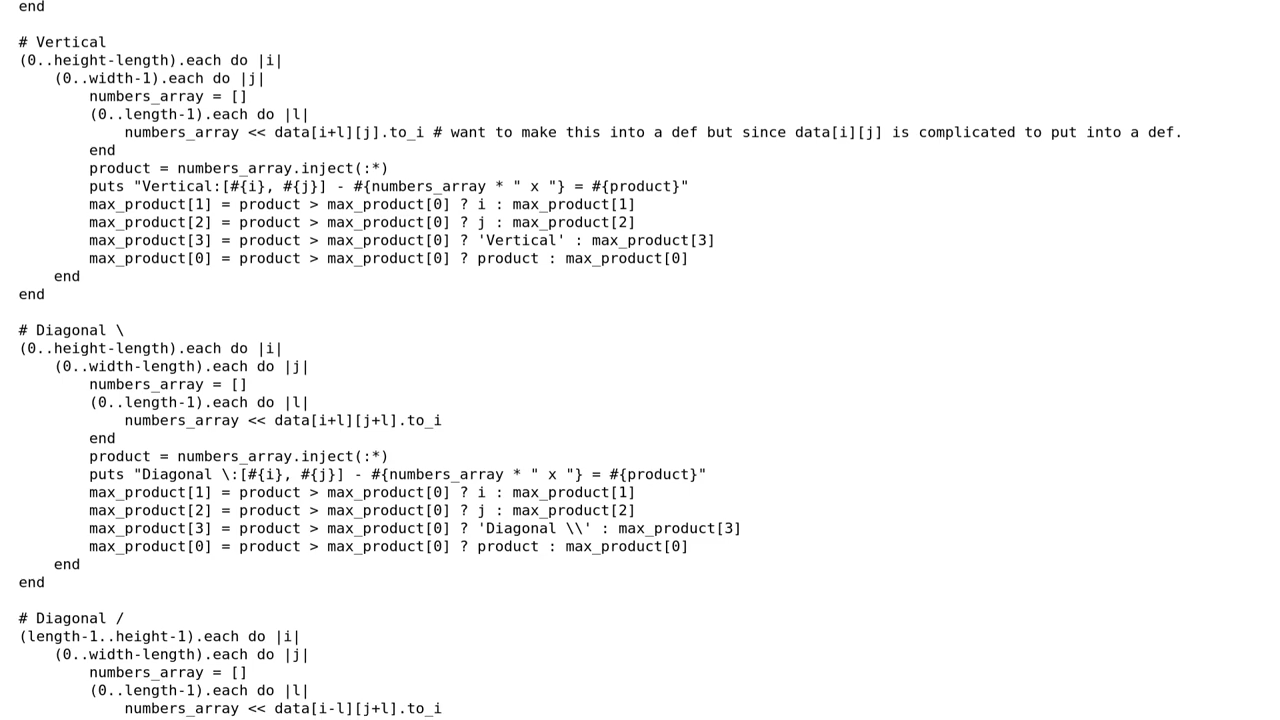 end

# Vertical
(0..height-length).each do |i|
    (0..width-1).each do |j|
        numbers_array = []
        (0..length-1).each do |l|
            numbers_array << data[i+l][j].to_i # want to make this into a def but since data[i][j] is complicated to put into a def.
        end
        product = numbers_array.inject(:*)
        puts "Vertical:[#{i}, #{j}] - #{numbers_array * " x "} = #{product}"
        max_product[1] = product > max_product[0] ? i : max_product[1]
        max_product[2] = product > max_product[0] ? j : max_product[2]
        max_product[3] = product > max_product[0] ? 'Vertical' : max_product[3]
        max_product[0] = product > max_product[0] ? product : max_product[0]
    end
end

# Diagonal \
(0..height-length).each do |i|
    (0..width-length).each do |j|
        numbers_array = []
        (0..length-1).each do |l|
            numbers_array << data[i+l][j+l].to_i
        end
        product = numbers_array.inject(:*)
        puts "Diagonal \:[#{i}, #{j}] - #{numbers_array * " x "} = #{product}"
        max_product[1] = product > max_product[0] ? i : max_product[1]
        max_product[2] = product > max_product[0] ? j : max_product[2]
        max_product[3] = product > max_product[0] ? 'Diagonal \\' : max_product[3]
        max_product[0] = product > max_product[0] ? product : max_product[0]
    end
end

# Diagonal /
(length-1..height-1).each do |i|
    (0..width-length).each do |j|
        numbers_array = []
        (0..length-1).each do |l|
            numbers_array << data[i-l][j+l].to_i